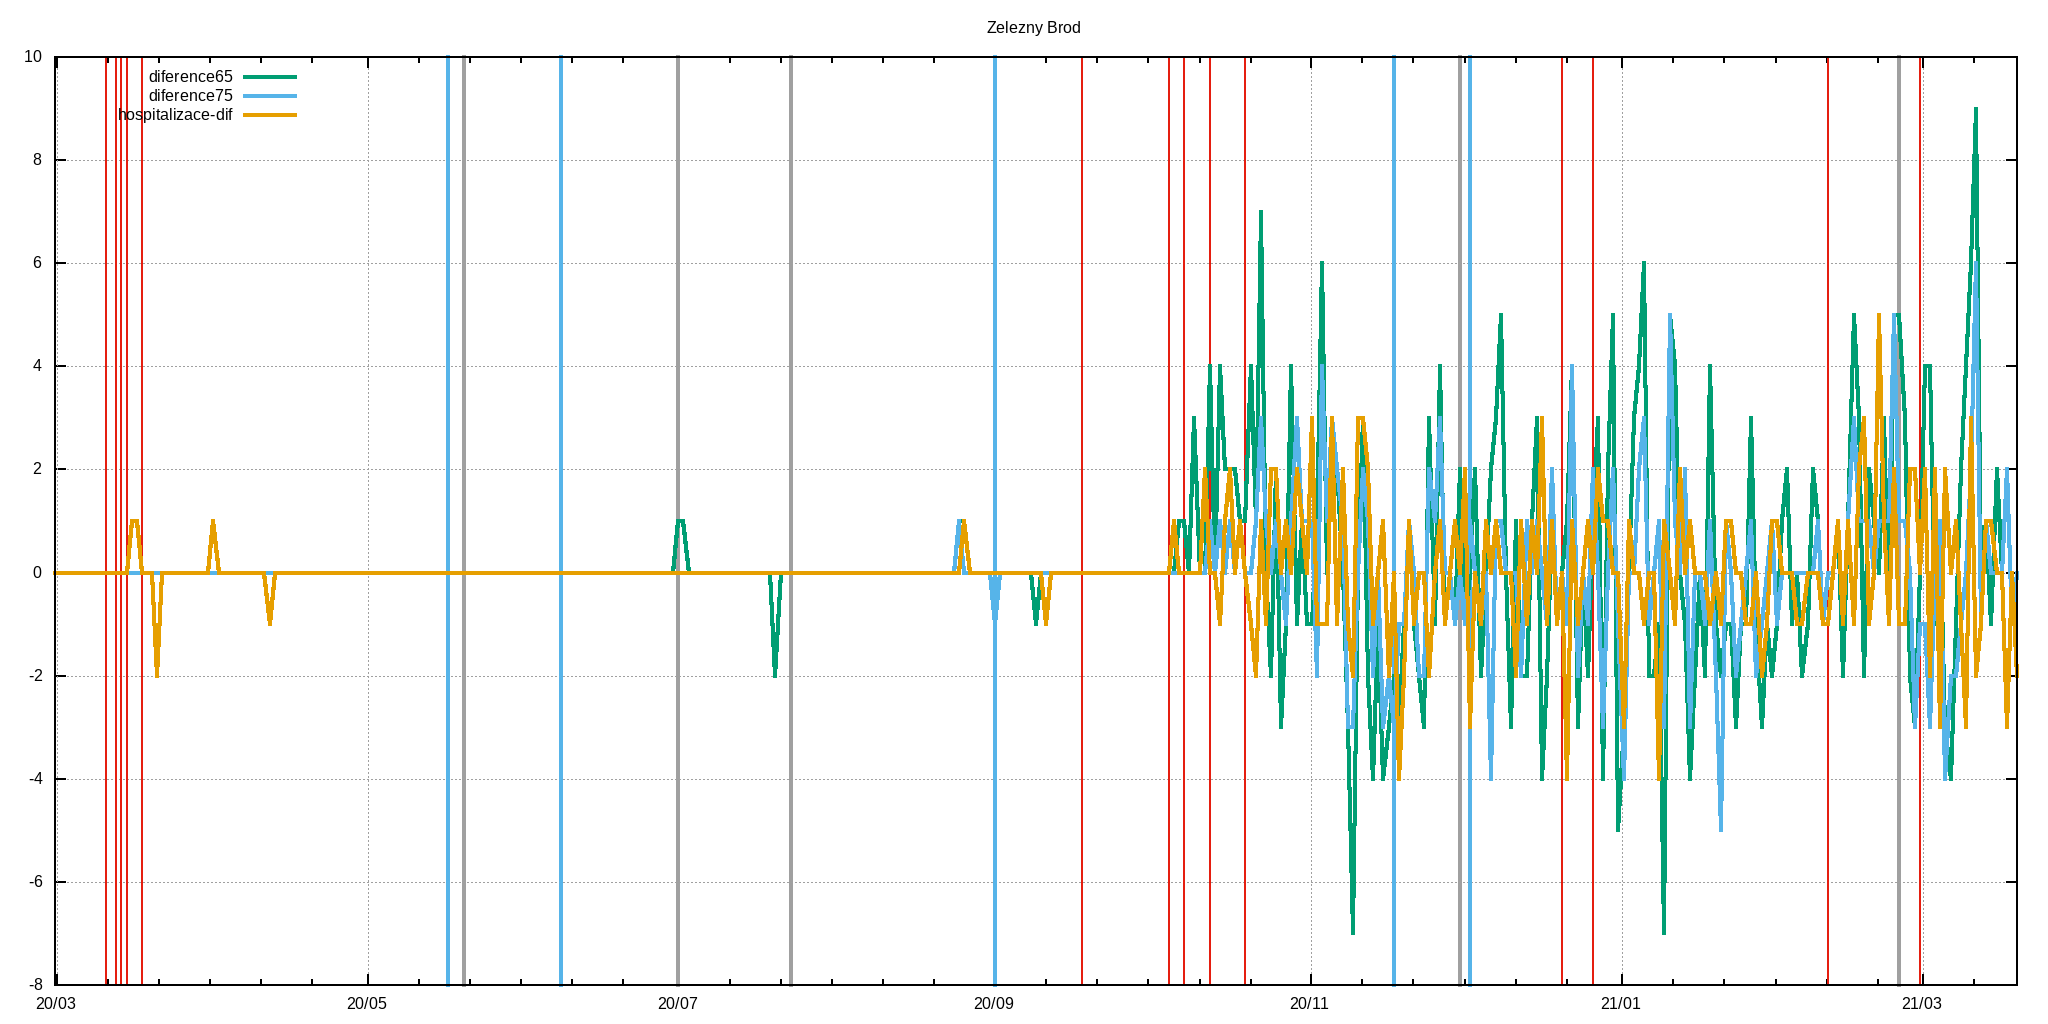 Zelezny Brod
diference65
diference75
hospitalizace-dif
10
8
6
4
2
0
-2
-4
-6
-8
20/03 20/05 20/07 20/09 20/11 21/01 21/03